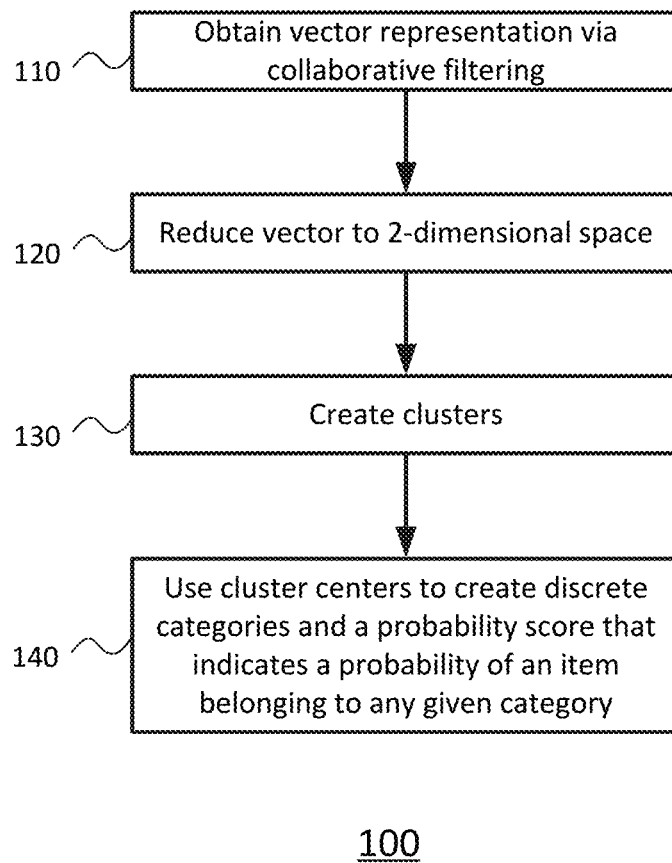 110
Obtain vector representation via
collaborative filtering
120
Reduce vector to 2-dimensional space
130
Create clusters
140
Use cluster centers to create discrete
categories and a probability score that
indicates a probability of an item
belonging to any given category
100